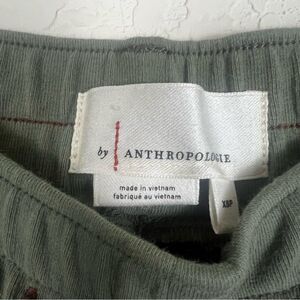 by ANTHROPOLOGIE
made in vietnam
fabriqué au vietnam
XSP